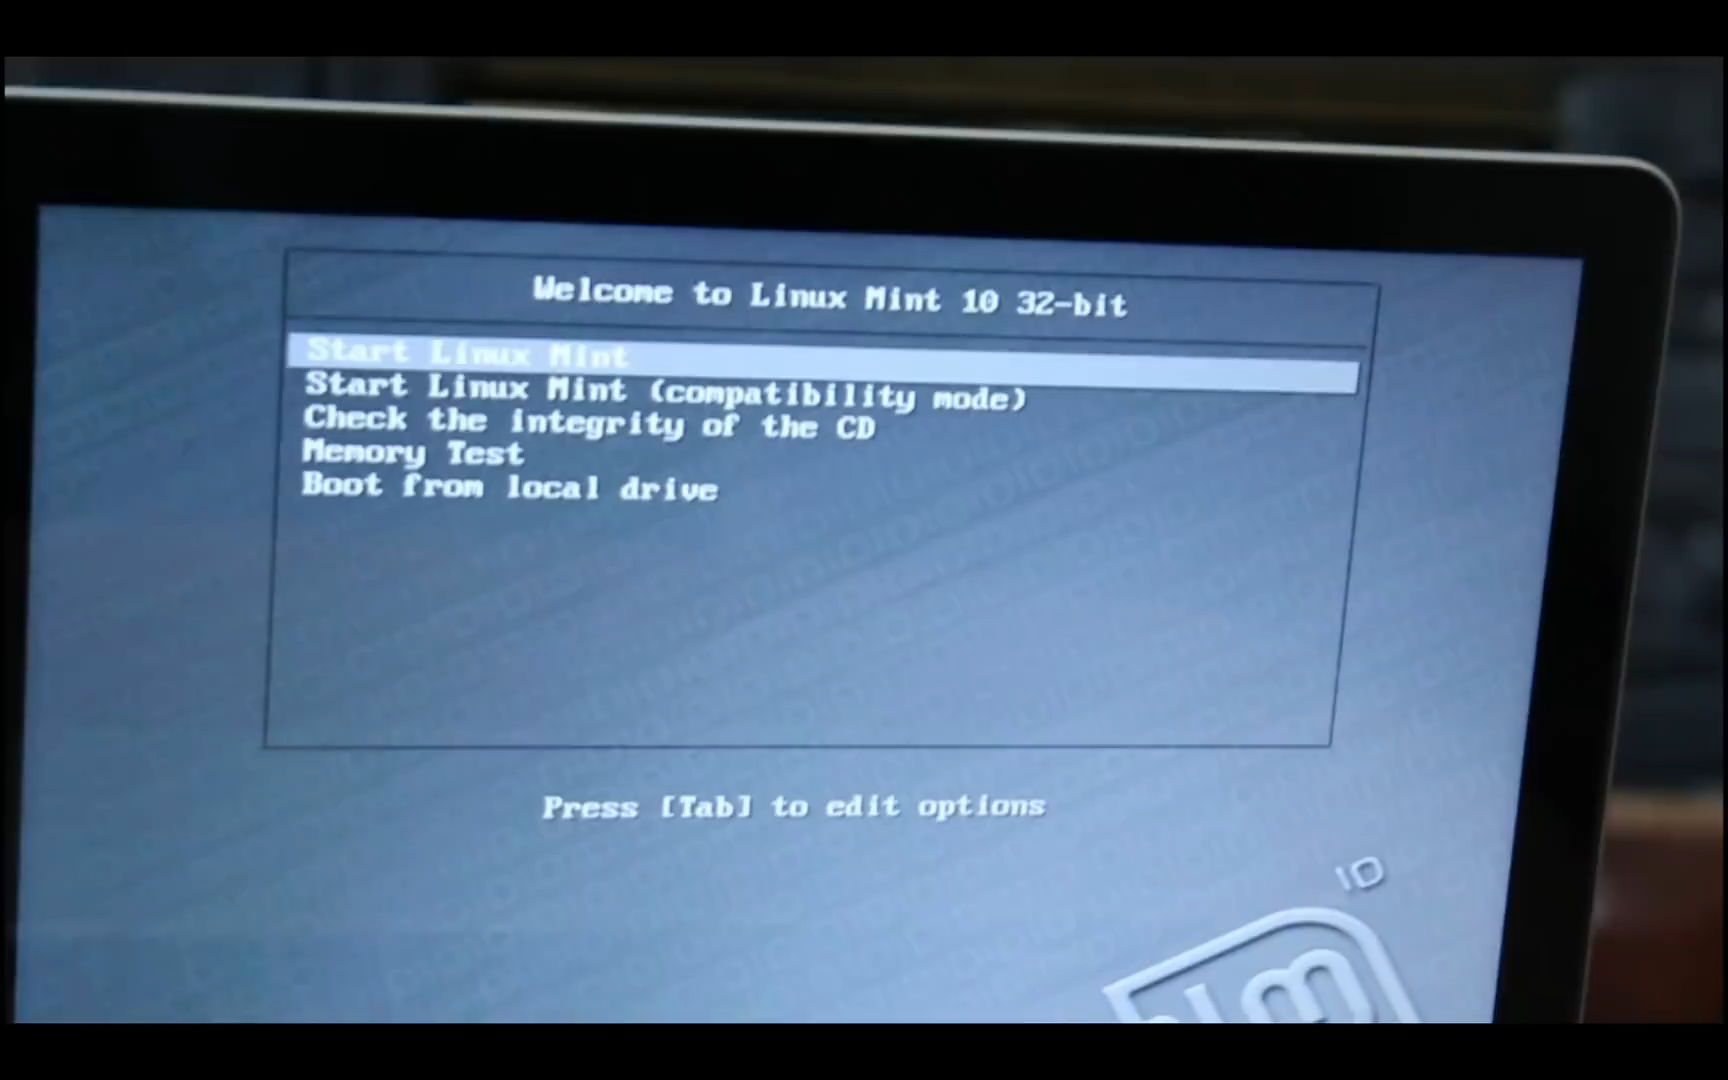 Welcome to Linux Mint 10 32-bit
Start Linux Mint
Start Linux Mint (compatibility mode)
Check the integrity of the CD
Memory Test
Boot from local drive
Press [Tab] to edit options
10